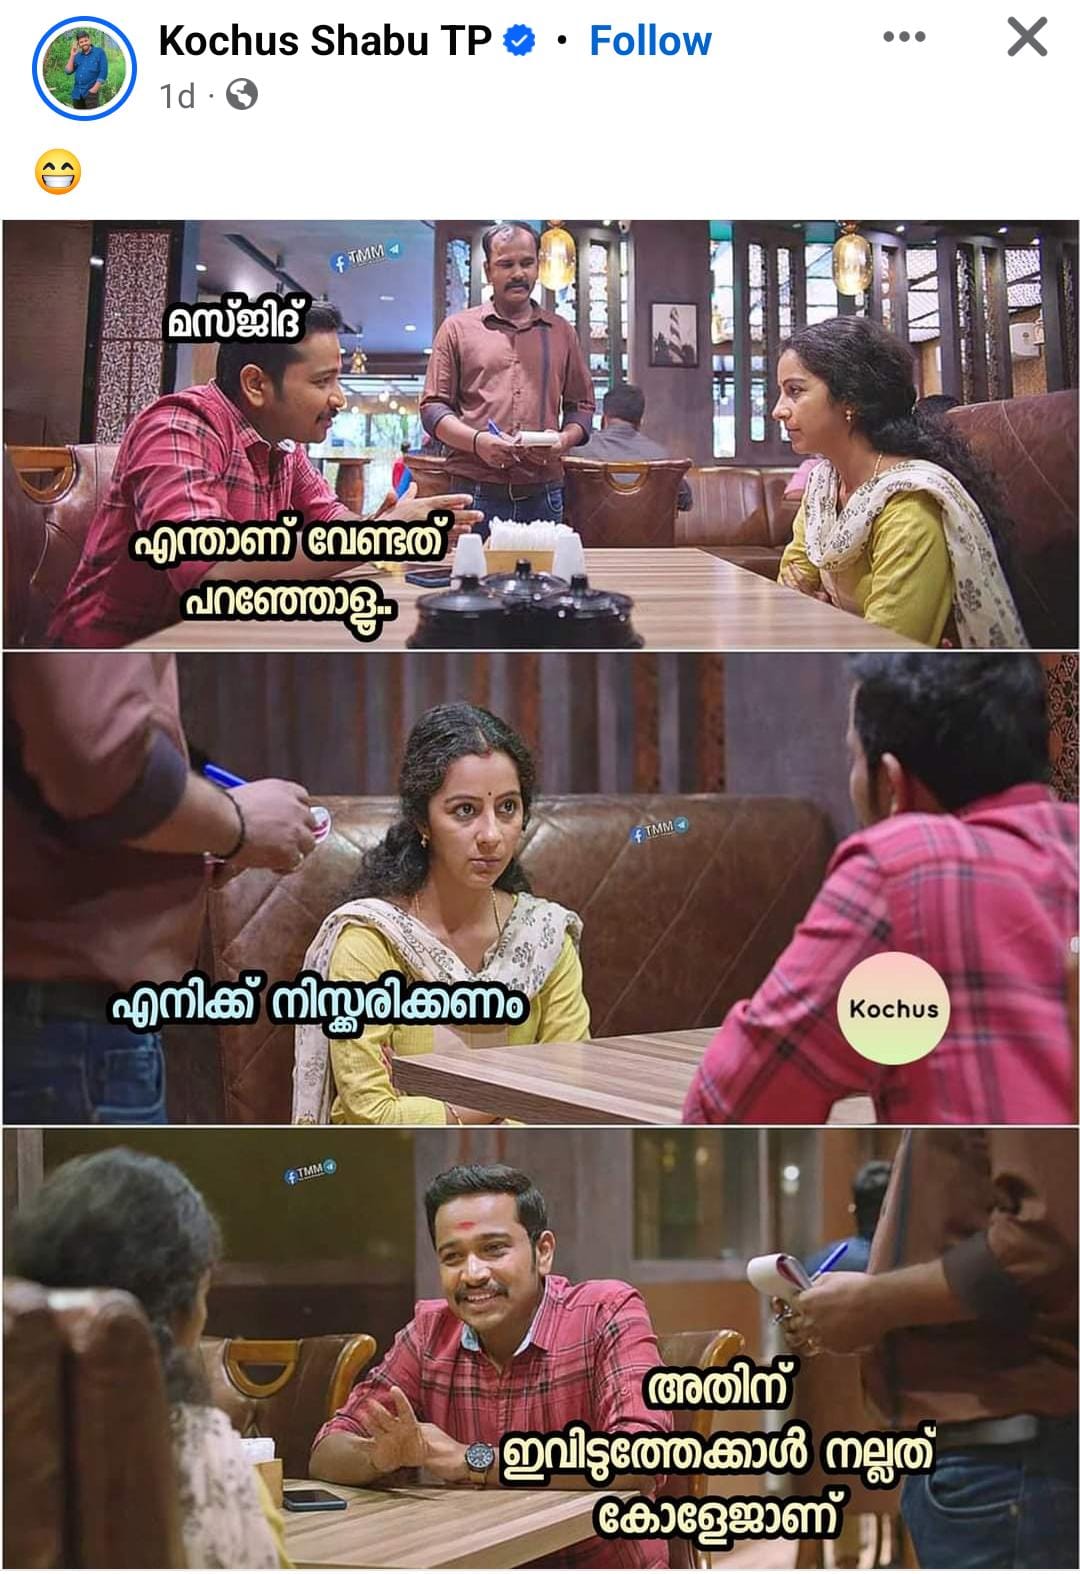 Kochus Shabu TP · Follow
1d ·
😁
TMM
മസ്ജിദ്
എന്താണ് വേണ്ടത്
പറഞ്ഞോളൂ..
TMM
എനിക്ക് നിസ്ക്കരിക്കണം
Kochus
TMM
അതിന്
ഇവിടുത്തേക്കാൾ നല്ലത്
കോളേജാണ്